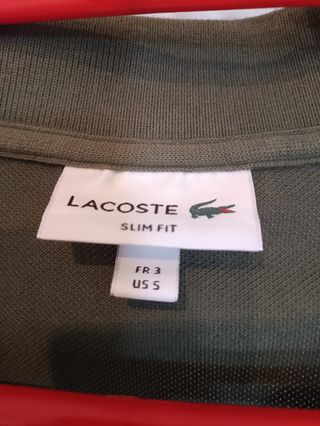 LACOSTE
SLIM FIT
FR 3
US S